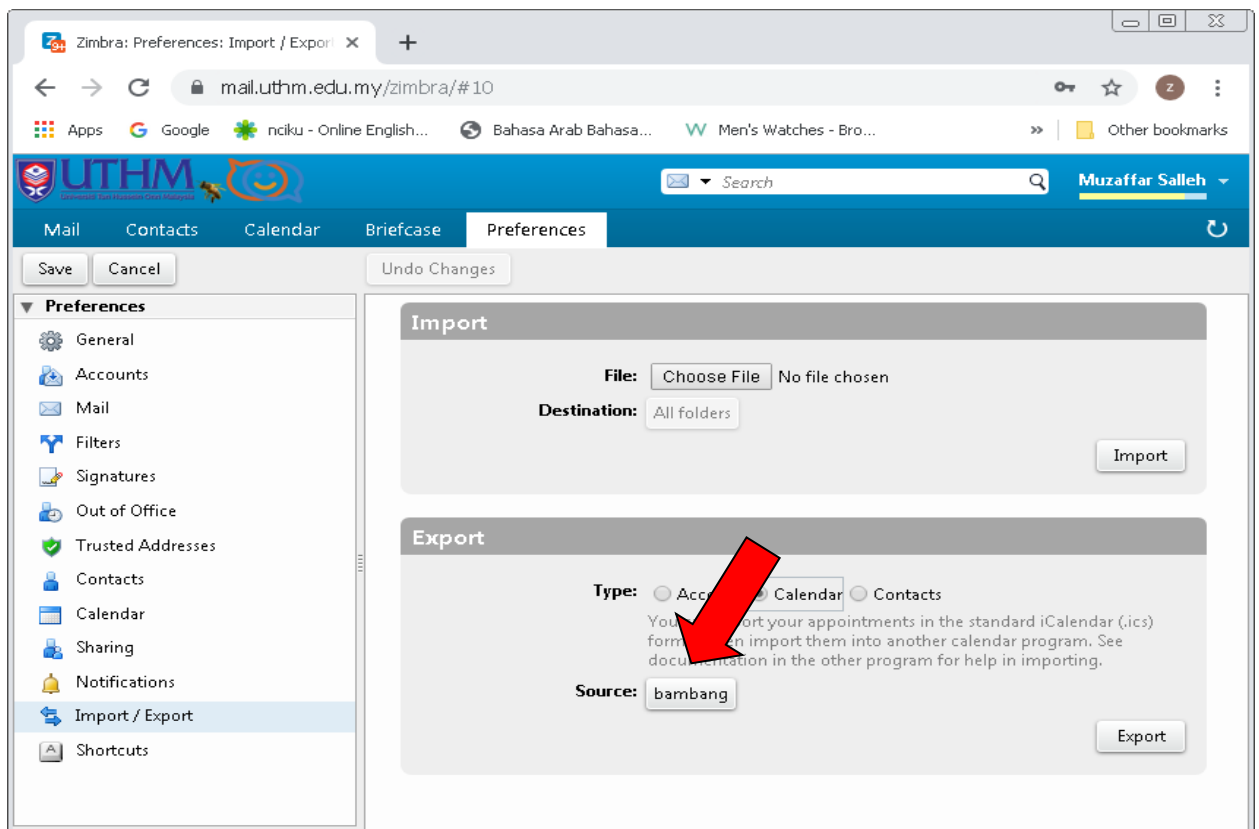 Zimbra: Preferences: Import / Export
mail.uthm.edu.my/zimbra/#10
Z
Apps Google nciku - Online English... Bahasa Arab Bahasa... Men's Watches - Bro... » Other bookmarks
UTHM
Search
Muzaffar Salleh
Mail Contacts Calendar Briefcase Preferences
Save Cancel Undo Changes
Preferences
General
Accounts
Mail
Filters
Signatures
Out of Office
Trusted Addresses
Contacts
Calendar
Sharing
Notifications
Import / Export
A Shortcuts
Import
File: Choose File No file chosen
Destination: All folders
Import
Export
Type: Calendar Contacts
your appointments in the standard iCalendar (.ics)
import them into another calendar program. See
in the other program for help in importing.
Source: bambang
Export